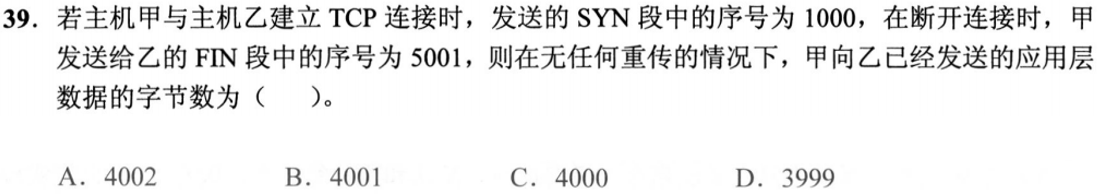 39. 若主机甲与主机乙建立 TCP 连接时，发送的 SYN 段中的序号为 1000，在断开连接时，甲
发送给乙的 FIN 段中的序号为 5001，则在无任何重传的情况下，甲向乙已经发送的应用层
数据的字节数为（　　）。
A．4002　　B．4001　　C．4000　　D．3999